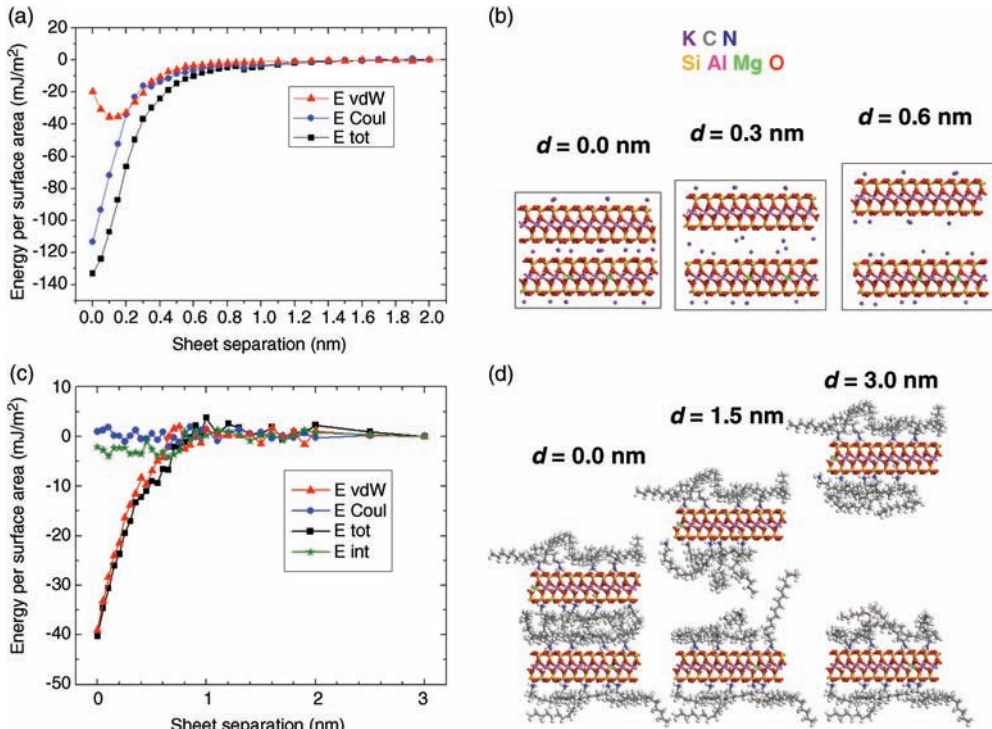 (a)
20
0
-20
-40
-60
-80
-100
-120
-140
Energy per surface area (mJ/m²)
E vdW
E Coul
E tot
0.0 0.2 0.4 0.6 0.8 1.0 1.2 1.4 1.6 1.8 2.0
Sheet separation (nm)
(b)
K C N
Si Al Mg O
d = 0.0 nm
d = 0.3 nm
d = 0.6 nm
(c)
10
0
-10
-20
-30
-40
-50
Energy per surface area (mJ/m²)
E vdW
E Coul
E tot
E int
0 1 2 3
Sheet separation (nm)
(d)
d = 0.0 nm
d = 1.5 nm
d = 3.0 nm